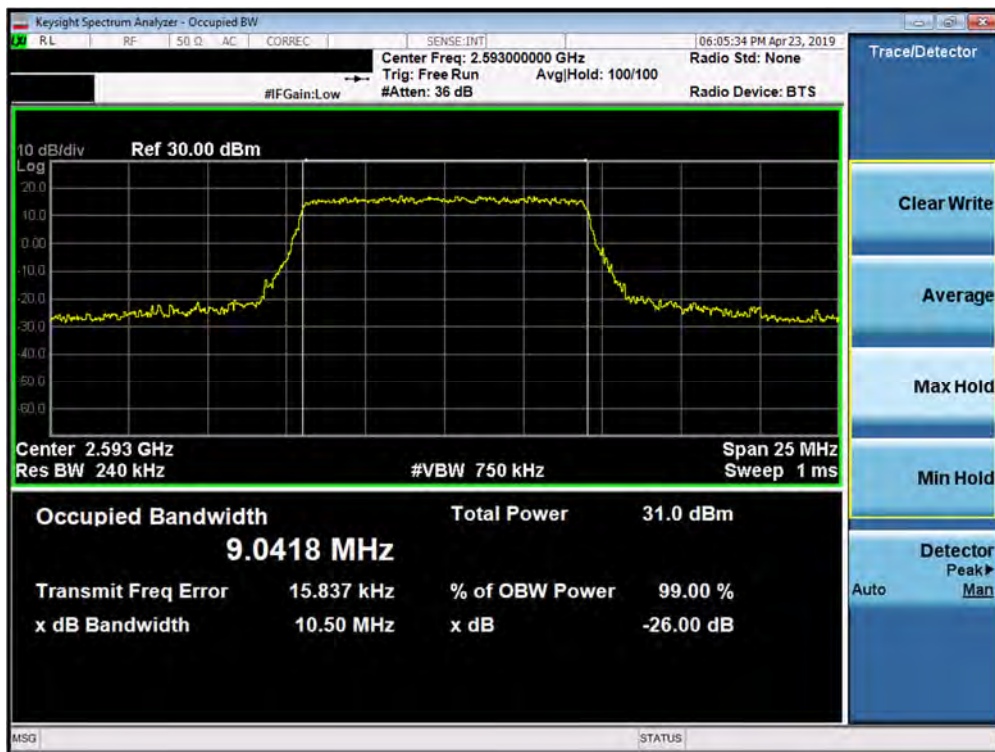 Keysight Spectrum Analyzer - Occupied BW
LXI RL RF 50 Ω AC CORREC SENSE:INT 06:05:34 PM Apr 23, 2019
Center Freq: 2.593000000 GHz Radio Std: None
Trig: Free Run Avg|Hold: 100/100
#IFGain:Low #Atten: 36 dB Radio Device: BTS
10 dB/div Ref 30.00 dBm
Log
20.0
10.0
0.00
-10.0
-20.0
-30.0
-40.0
-50.0
-60.0
Center 2.593 GHz Span 25 MHz
Res BW 240 kHz #VBW 750 kHz Sweep 1 ms
Occupied Bandwidth Total Power 31.0 dBm
9.0418 MHz
Transmit Freq Error 15.837 kHz % of OBW Power 99.00 %
x dB Bandwidth 10.50 MHz x dB -26.00 dB
Trace/Detector
Clear Write
Average
Max Hold
Min Hold
Detector
Peak▶
Auto Man
MSG STATUS